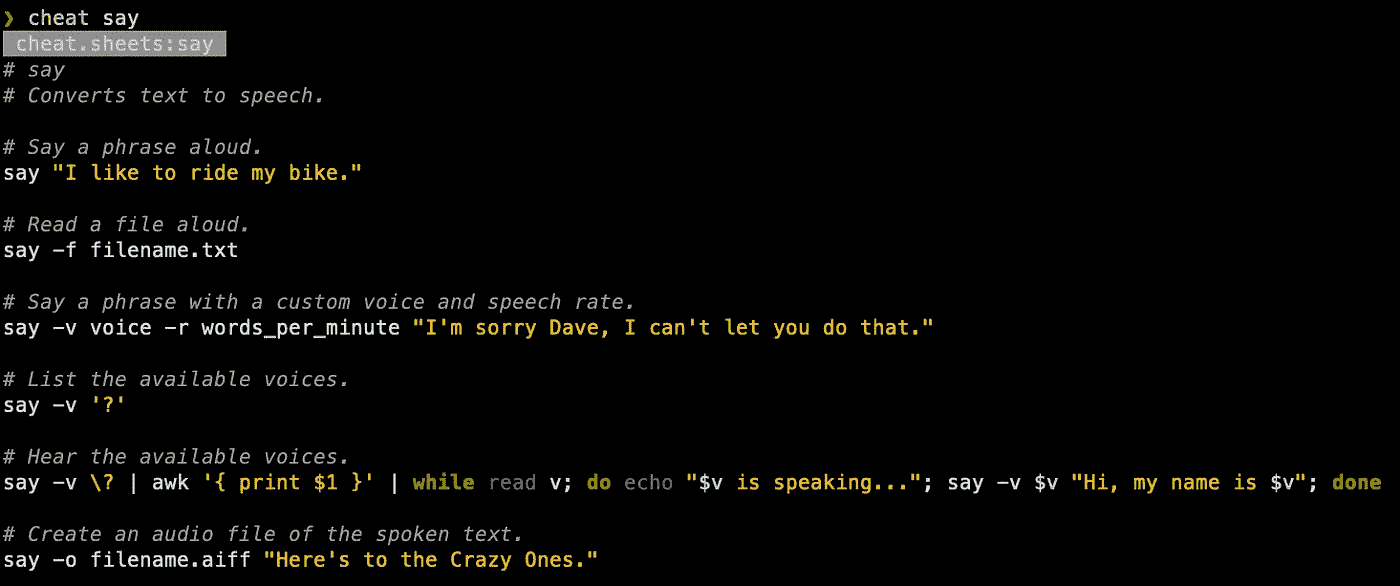 ❯ cheat say
cheat.sheets:say
# say
# Converts text to speech.
# Say a phrase aloud.
say "I like to ride my bike."
# Read a file aloud.
say -f filename.txt
# Say a phrase with a custom voice and speech rate.
say -v voice -r words_per_minute "I'm sorry Dave, I can't let you do that."
# List the available voices.
say -v '?'
# Hear the available voices.
say -v \? | awk '{ print $1 }' | while read v; do echo "$v is speaking..."; say -v $v "Hi, my name is $v"; done
# Create an audio file of the spoken text.
say -o filename.aiff "Here's to the Crazy Ones."